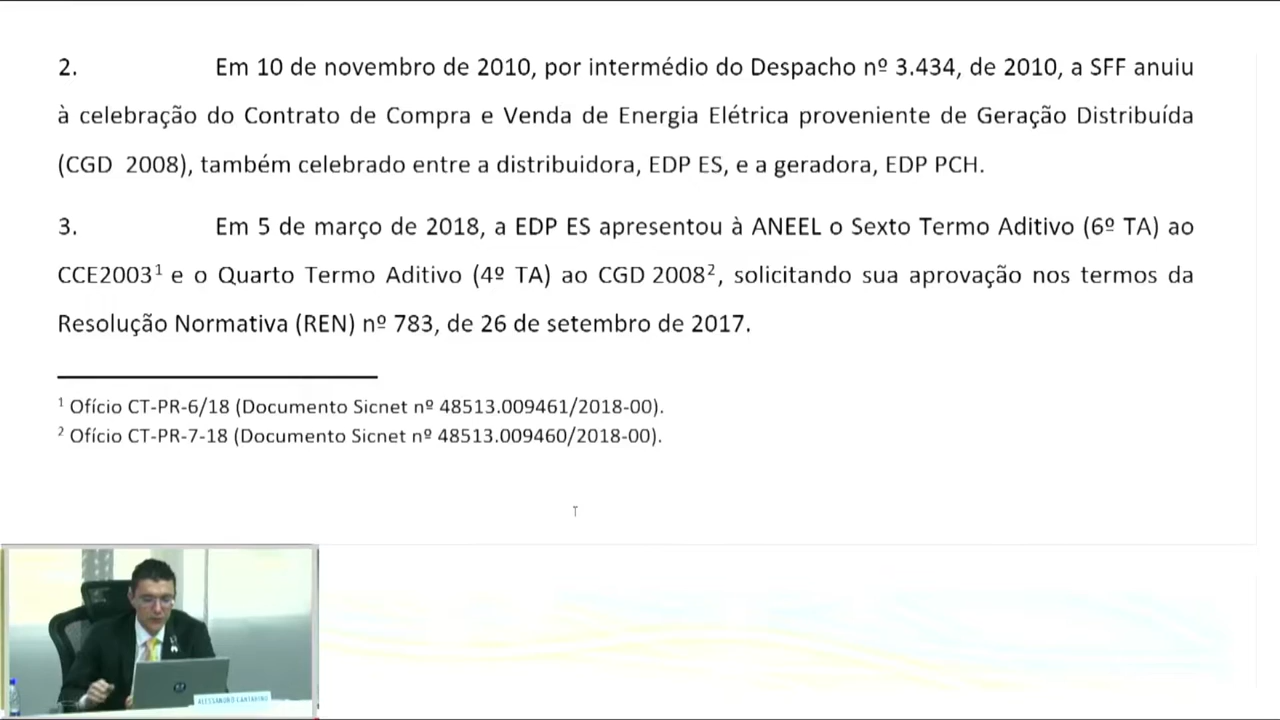 2. Em 10 de novembro de 2010, por intermédio do Despacho nº 3.434, de 2010, a SFF anuiu
à celebração do Contrato de Compra e Venda de Energia Elétrica proveniente de Geração Distribuída
(CGD 2008), também celebrado entre a distribuidora, EDP ES, e a geradora, EDP PCH.
3. Em 5 de março de 2018, a EDP ES apresentou à ANEEL o Sexto Termo Aditivo (6º TA) ao
CCE2003¹ e o Quarto Termo Aditivo (4º TA) ao CGD 2008², solicitando sua aprovação nos termos da
Resolução Normativa (REN) nº 783, de 26 de setembro de 2017.
¹ Ofício CT-PR-6/18 (Documento Sicnet nº 48513.009461/2018-00).
² Ofício CT-PR-7-18 (Documento Sicnet nº 48513.009460/2018-00).
ALESSANDRO CANTARINO